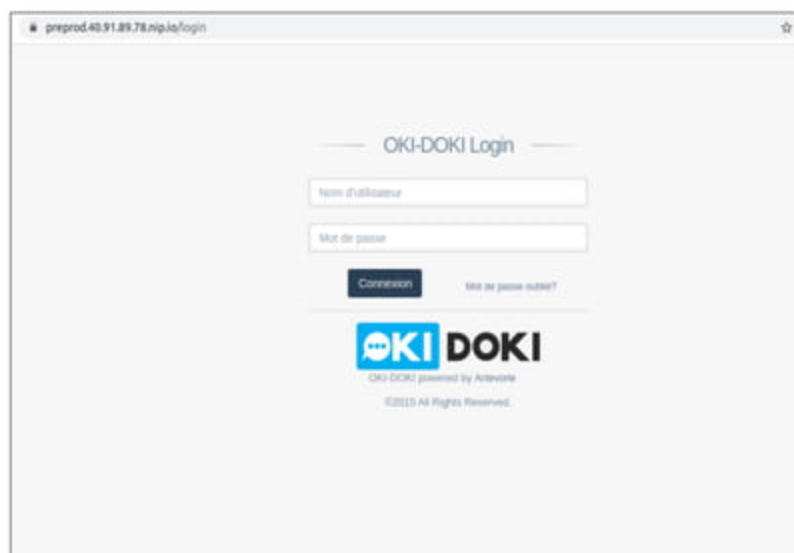 preprod.40.91.89.78.nip.io/login
OKI-DOKI Login
Nom d'utilisateur
Mot de passe
Connexion
Mot de passe oublié?
OKI DOKI
OKI-DOKI powered by Antevorte
©2015 All Rights Reserved.